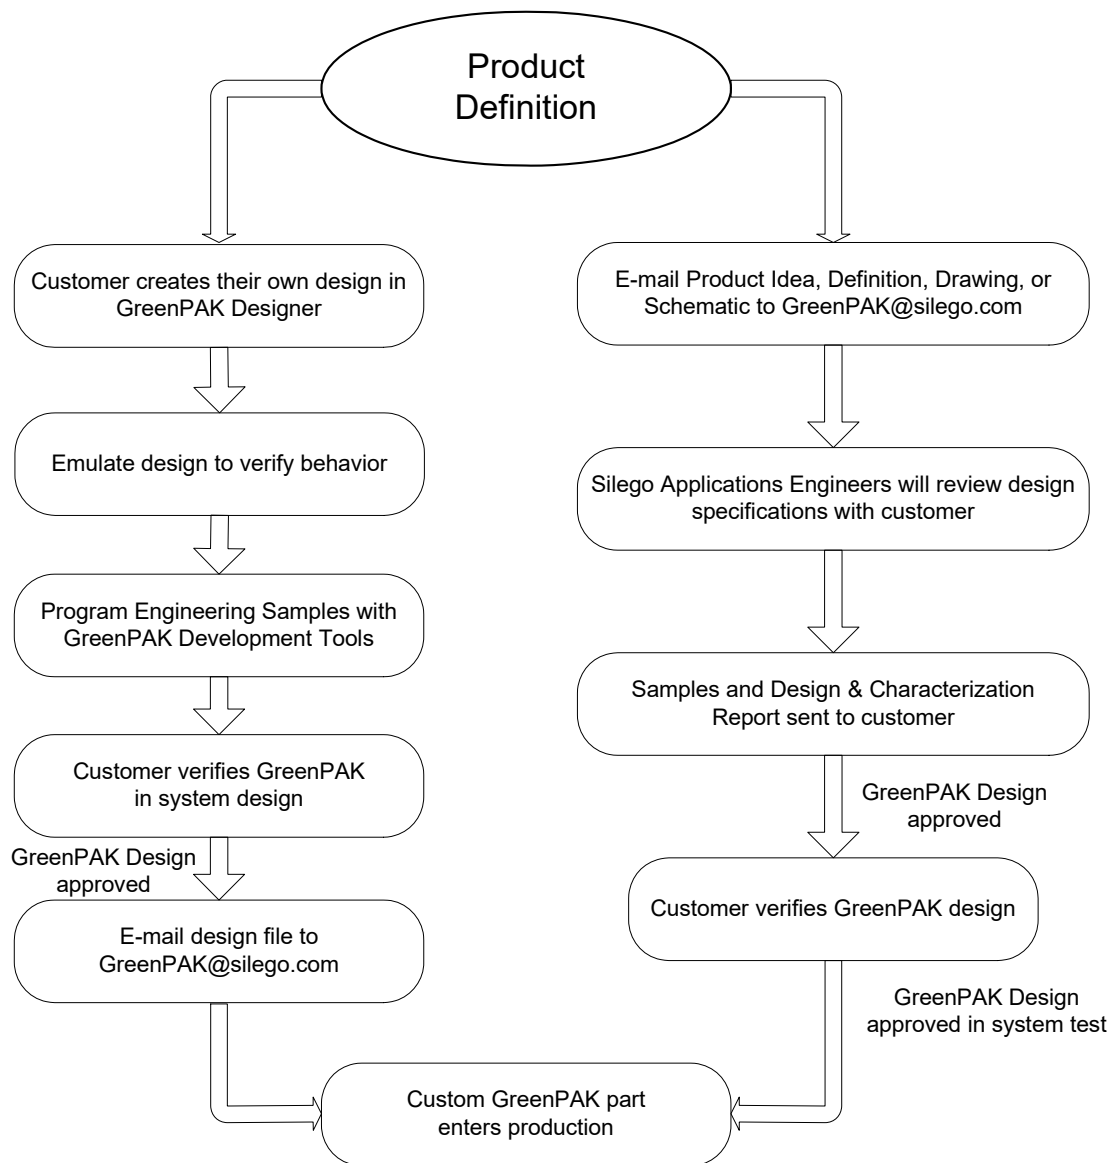 Product
Definition
Customer creates their own design in
GreenPAK Designer
Emulate design to verify behavior
Program Engineering Samples with
GreenPAK Development Tools
Customer verifies GreenPAK
in system design
GreenPAK Design
approved
E-mail design file to
GreenPAK@silego.com
E-mail Product Idea, Definition, Drawing, or
Schematic to GreenPAK@silego.com
Silego Applications Engineers will review design
specifications with customer
Samples and Design & Characterization
Report sent to customer
GreenPAK Design
approved
Customer verifies GreenPAK design
GreenPAK Design
approved in system test
Custom GreenPAK part
enters production